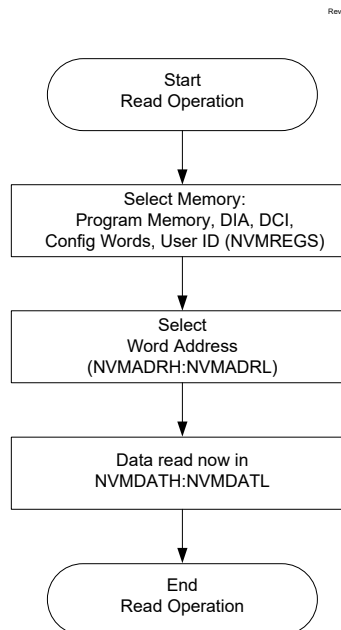 Rev
Start
Read Operation
Select Memory:
Program Memory, DIA, DCI,
Config Words, User ID (NVMREGS)
Select
Word Address
(NVMADRH:NVMADRL)
Data read now in
NVMDATH:NVMDATL
End
Read Operation